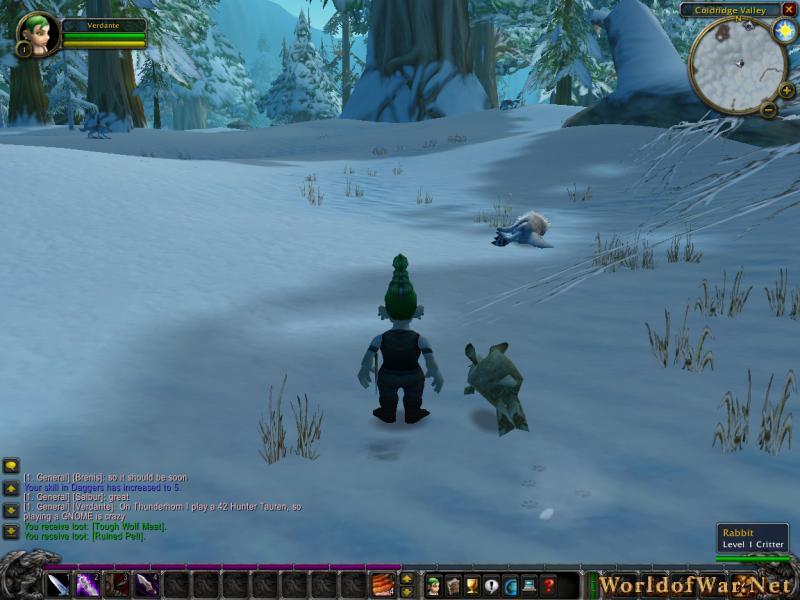 Verdante
Coldridge Valley
N
1
[1. General] [Brenis]: so it should be soon
Your skill in Daggers has increased to 5.
[1. General] [Salbur]: great
[1. General] [Verdante]: On Thunderhorn I play a 42 Hunter Tauren, so
playing a GNOME is crazy
You receive loot: [Tough Wolf Meat].
You receive loot: [Ruined Pelt].
Rabbit
Level 1 Critter
WorldofWar.Net